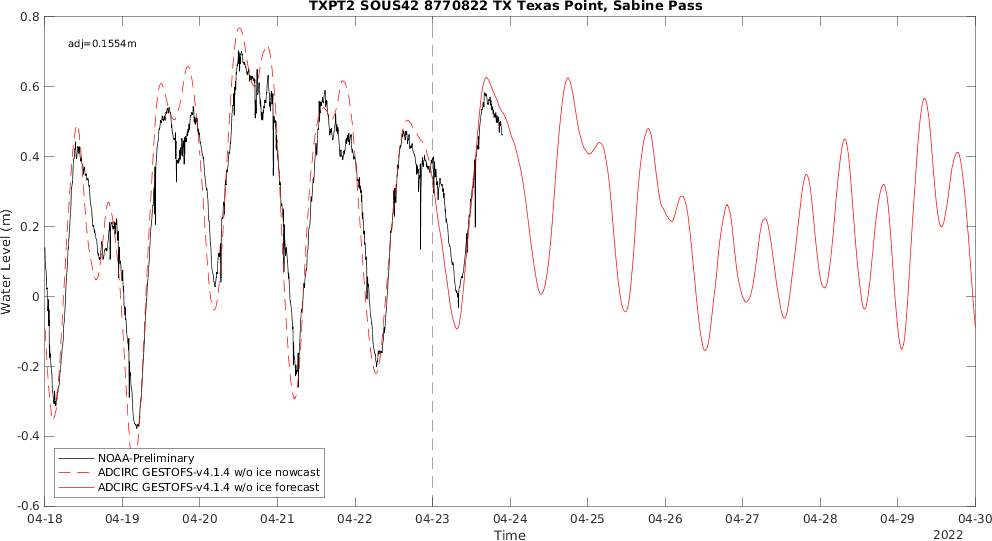 TXPT2 SOUS42 8770822 TX Texas Point, Sabine Pass
adj=0.1554m
Water Level (m)
0.8
0.6
0.4
0.2
0
-0.2
-0.4
-0.6
NOAA-Preliminary
ADCIRC GESTOFS-v4.1.4 w/o ice nowcast
ADCIRC GESTOFS-v4.1.4 w/o ice forecast
04-18 04-19 04-20 04-21 04-22 04-23 04-24 04-25 04-26 04-27 04-28 04-29 04-30
Time
2022